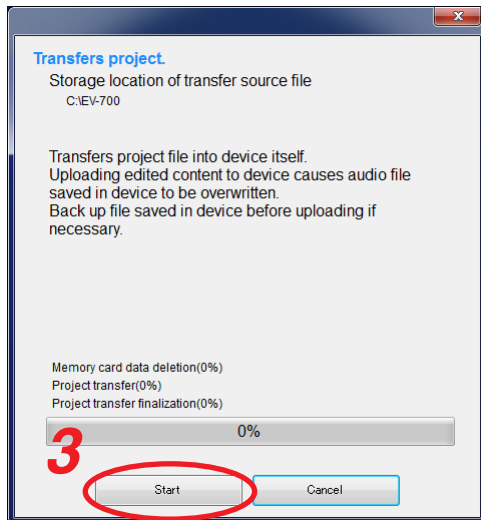 Transfers project.
Storage location of transfer source file
C:\EV-700
Transfers project file into device itself.
Uploading edited content to device causes audio file
saved in device to be overwritten.
Back up file saved in device before uploading if
necessary.
Memory card data deletion(0%)
Project transfer(0%)
Project transfer finalization(0%)
0%
3
Start Cancel